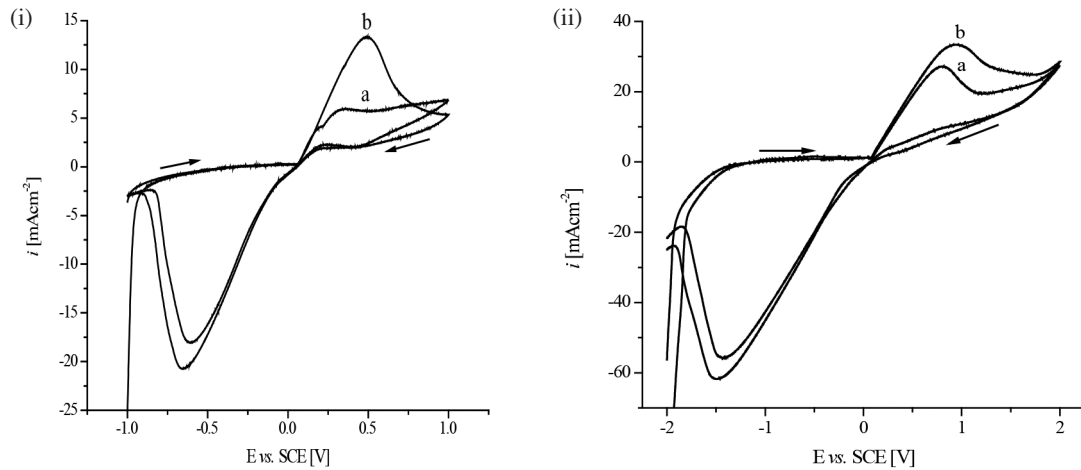 (i)
15
10
5
0
-5
-10
-15
-20
-25
-1.0 -0.5 0.0 0.5 1.0
i [mAcm-2]
E vs. SCE [V]
b
a
(ii)
40
20
0
-20
-40
-60
-2 -1 0 1 2
i [mAcm-2]
E vs. SCE [V]
b
a